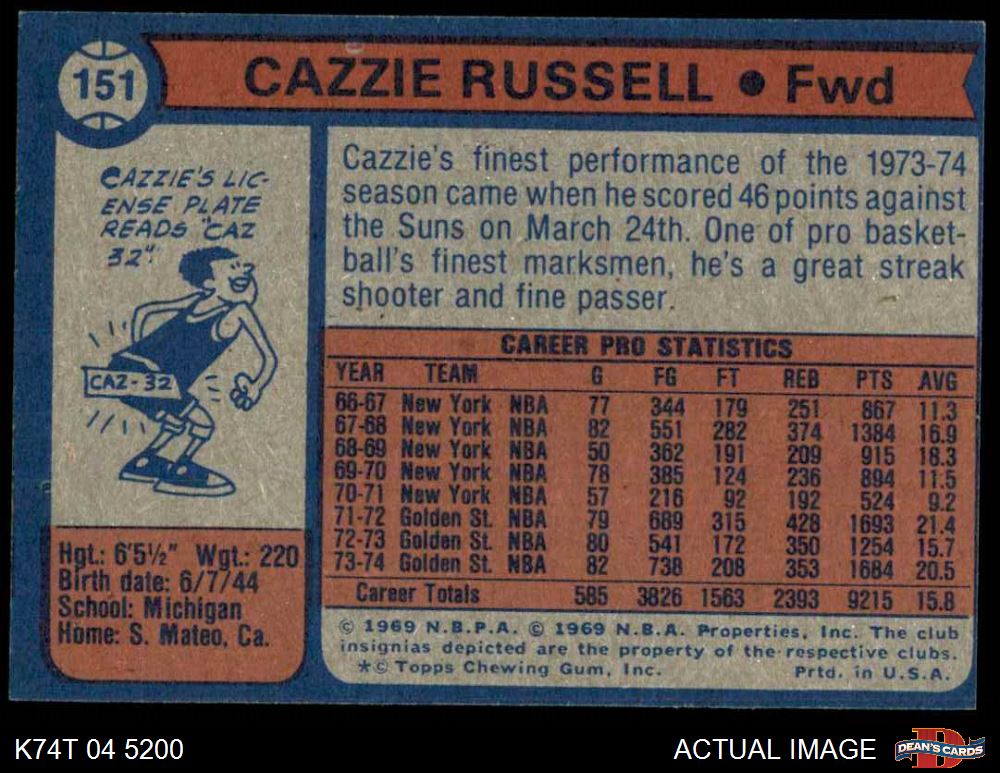 151
CAZZIE RUSSELL • Fwd
CAZZIE'S LIC-
ENSE PLATE
READS "CAZ
32".
CAZ-32
Hgt.: 6'5½" Wgt.: 220
Birth date: 6/7/44
School: Michigan
Home: S. Mateo, Ca.
Cazzie's finest performance of the 1973-74
season came when he scored 46 points against
the Suns on March 24th. One of pro basket-
ball's finest marksmen, he's a great streak
shooter and fine passer.
CAREER PRO STATISTICS
YEAR TEAM G FG FT REB PTS AVG
66-67 New York NBA 77 344 179 251 867 11.3
67-68 New York NBA 82 551 282 374 1384 16.9
68-69 New York NBA 50 362 191 209 915 18.3
69-70 New York NBA 78 385 124 236 894 11.5
70-71 New York NBA 57 216 92 192 524 9.2
71-72 Golden St. NBA 79 689 315 428 1693 21.4
72-73 Golden St. NBA 80 541 172 350 1254 15.7
73-74 Golden St. NBA 82 738 208 353 1684 20.5
Career Totals 585 3826 1563 2393 9215 15.8
© 1969 N.B.P.A. © 1969 N.B.A. Properties, Inc. The club
insignias depicted are the property of the respective clubs.
*© Topps Chewing Gum, Inc. Prtd. in U.S.A.
K74T 04 5200
ACTUAL IMAGE
D
DEAN'S CARDS